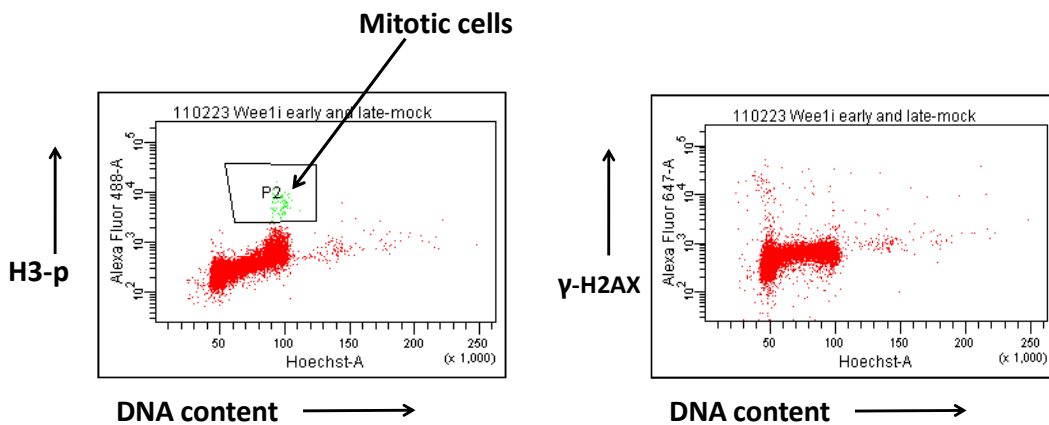 Mitotic cells
110223 Wee1i early and late-mock
H3-p
Alexa Fluor 488-A
10^5
10^4
10^3
10^2
P2
50 100 150 200 250
(x 1,000)
Hoechst-A
DNA content
110223 Wee1i early and late-mock
γ-H2AX
Alexa Fluor 647-A
10^5
10^4
10^3
10^2
50 100 150 200 250
(x 1,000)
Hoechst-A
DNA content